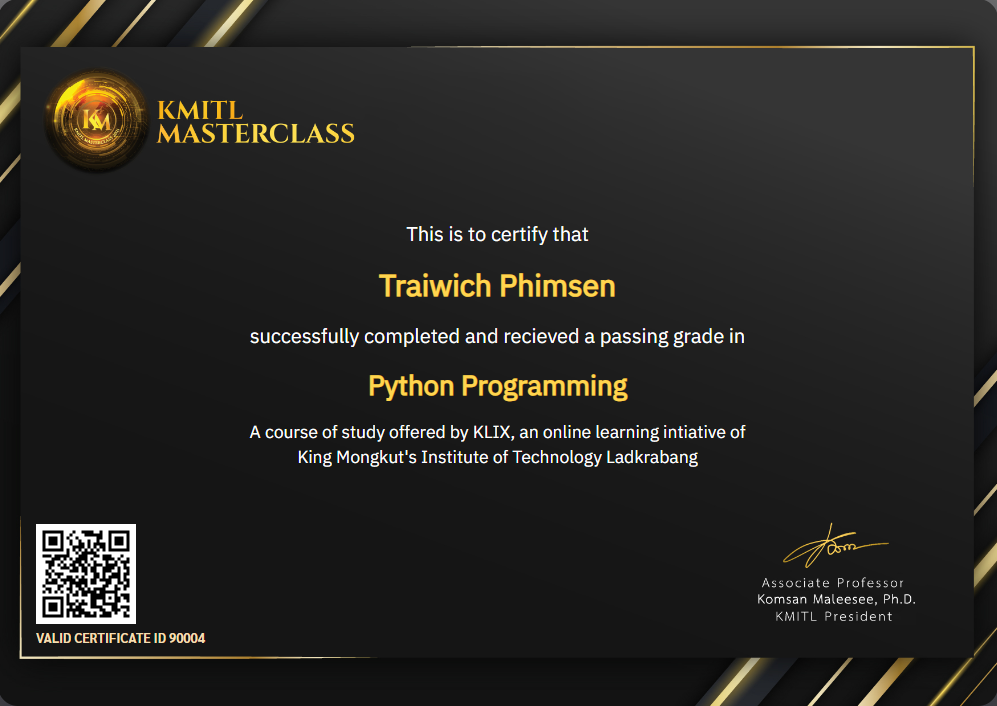 KM
KMITL
MASTERCLASS
This is to certify that
Traiwich Phimsen
successfully completed and recieved a passing grade in
Python Programming
A course of study offered by KLIX, an online learning intiative of
King Mongkut's Institute of Technology Ladkrabang
Associate Professor
Komsan Maleesee, Ph.D.
KMITL President
VALID CERTIFICATE ID 90004